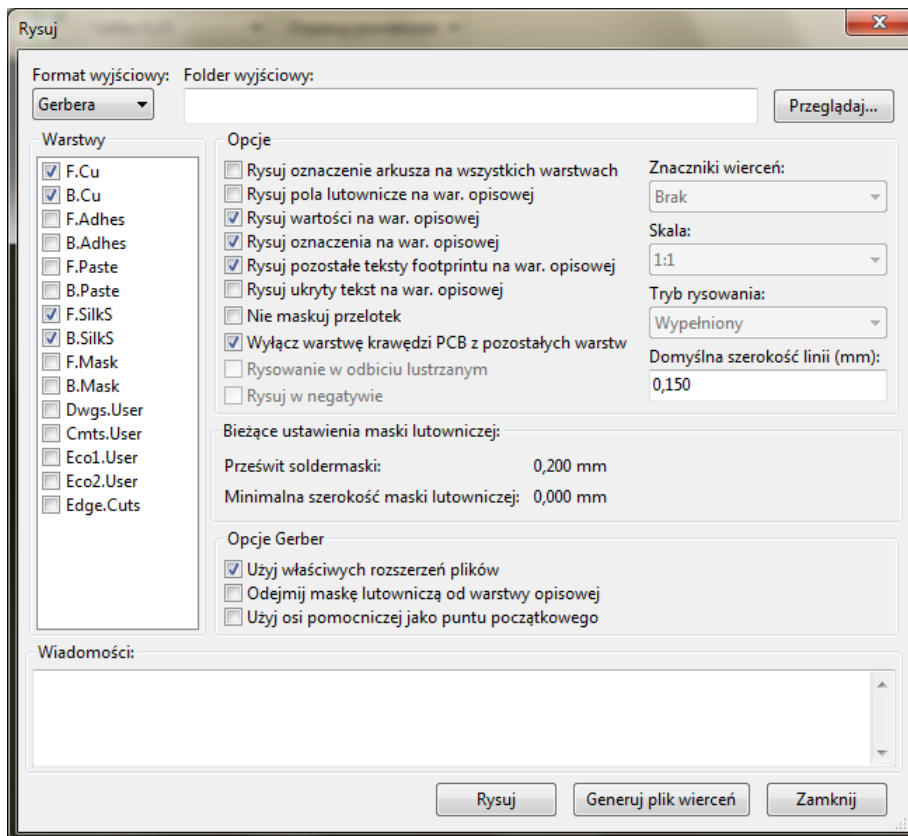 Rysuj
Format wyjściowy: Folder wyjściowy:
Gerbera
Przeglądaj...
Warstwy
F.Cu
B.Cu
F.Adhes
B.Adhes
F.Paste
B.Paste
F.SilkS
B.SilkS
F.Mask
B.Mask
Dwgs.User
Cmts.User
Eco1.User
Eco2.User
Edge.Cuts
Opcje
Rysuj oznaczenie arkusza na wszystkich warstwach
Rysuj pola lutownicze na war. opisowej
Rysuj wartości na war. opisowej
Rysuj oznaczenia na war. opisowej
Rysuj pozostałe teksty footprintu na war. opisowej
Rysuj ukryty tekst na war. opisowej
Nie maskuj przelotek
Wyłącz warstwę krawędzi PCB z pozostałych warstw
Rysowanie w odbiciu lustrzanym
Rysuj w negatywie
Znaczniki wierceń:
Brak
Skala:
1:1
Tryb rysowania:
Wypełniony
Domyślna szerokość linii (mm):
0,150
Bieżące ustawienia maski lutowniczej:
Prześwit soldermaski: 0,200 mm
Minimalna szerokość maski lutowniczej: 0,000 mm
Opcje Gerber
Użyj właściwych rozszerzeń plików
Odejmij maskę lutowniczą od warstwy opisowej
Użyj osi pomocniczej jako puntu początkowego
Wiadomości:
Rysuj
Generuj plik wierceń
Zamknij